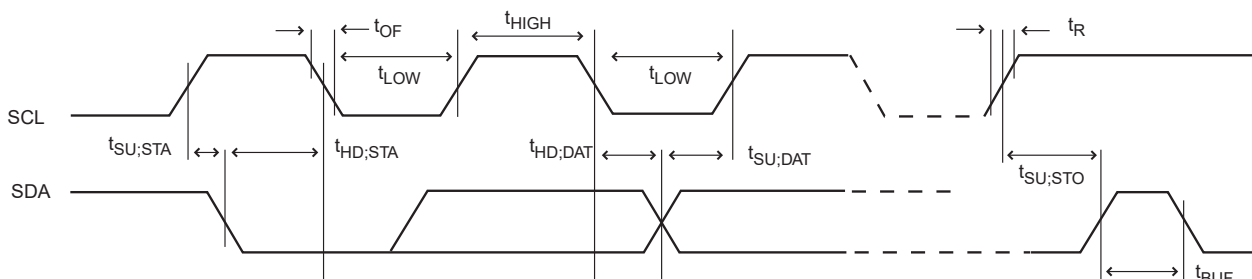 tOF
tHIGH
tR
tLOW
tLOW
SCL
tSU;STA
tHD;STA
tHD;DAT
tSU;DAT
tSU;STO
SDA
tBUF